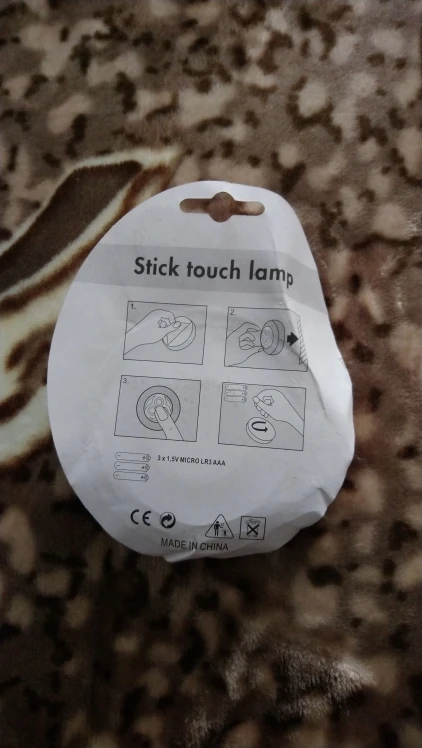 Stick touch lamp
1.
2.
3.
3 x 1.5V MICRO LR3 AAA
CE
MADE IN CHINA